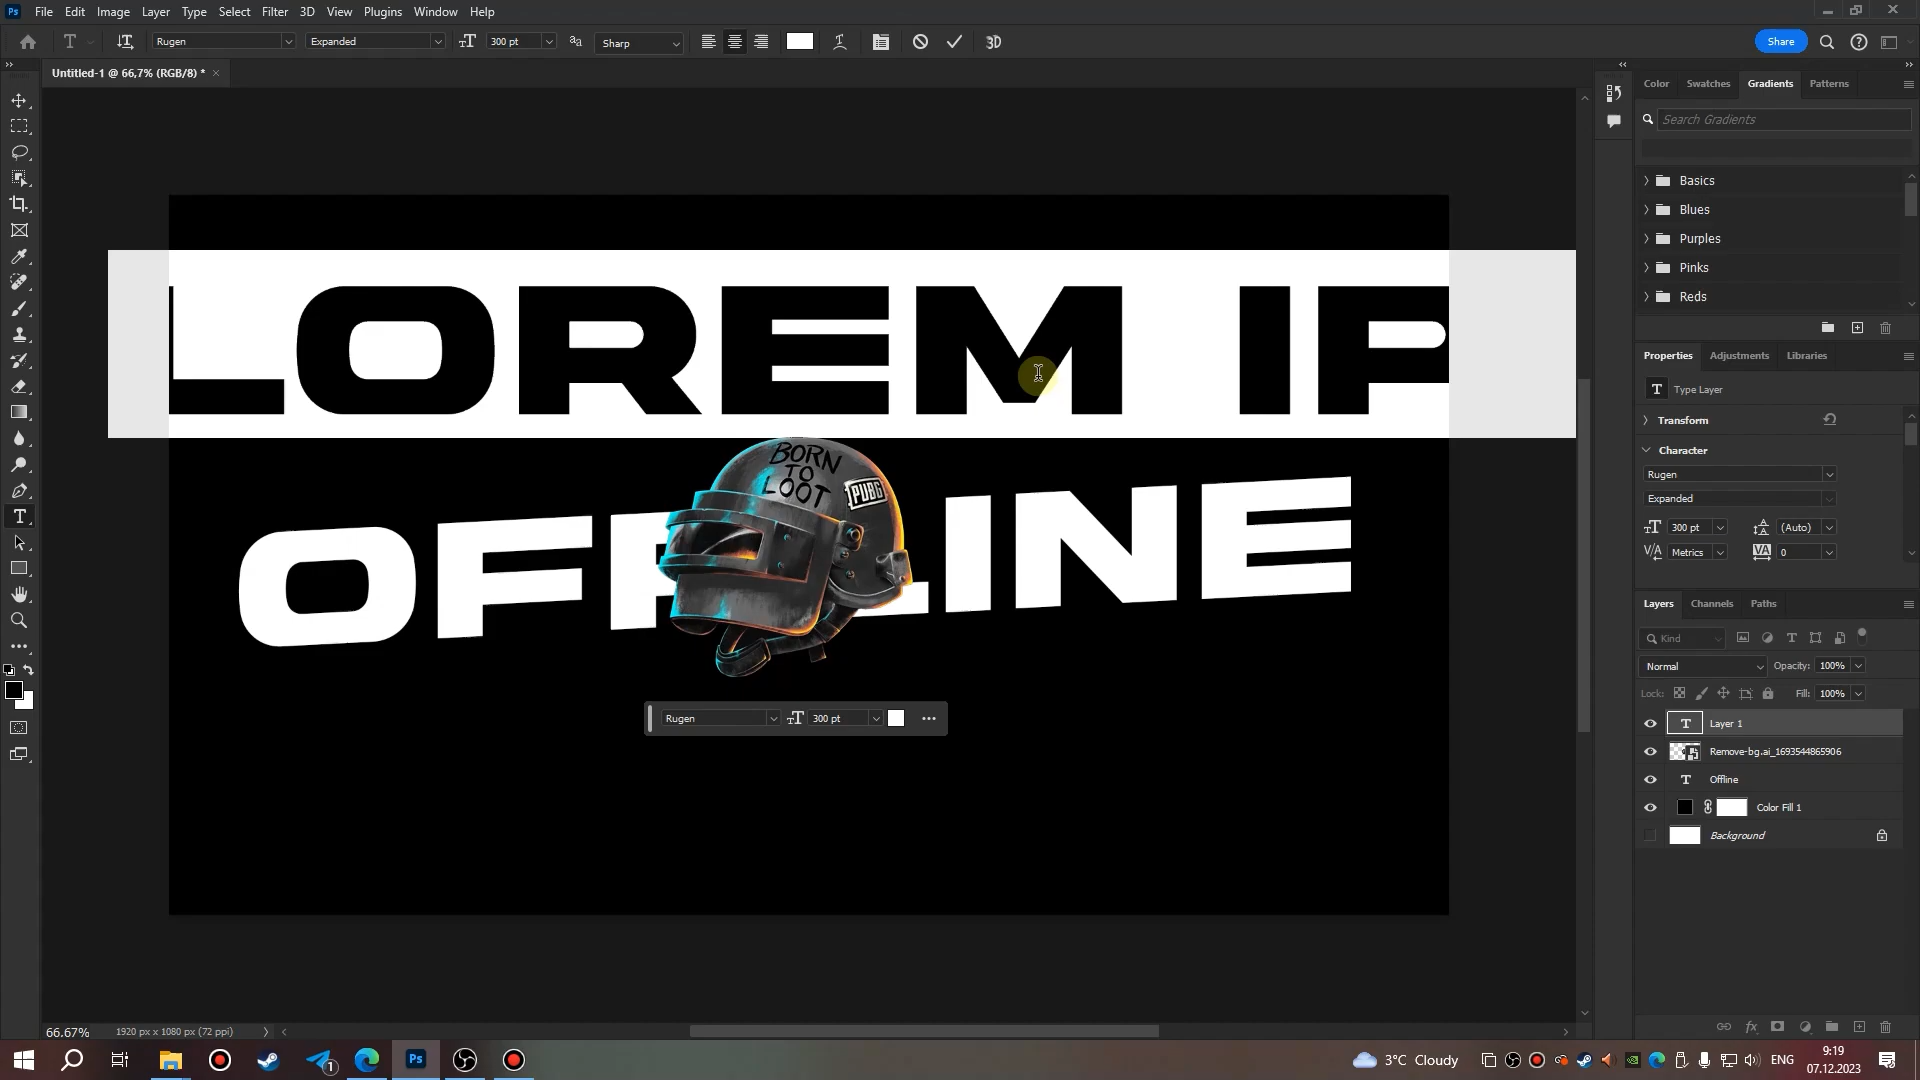 Ps File Edit Image Layer Type Select Filter 3D View Plugins Window Help
T Rugen Expanded 300 pt Sharp 3D Share
Untitled-1 @ 66,7% (RGB/8) *
Color Swatches Gradients Patterns
Search Gradients
Basics
Blues
Purples
Pinks
Reds
LOREM IP
Properties Adjustments Libraries
T Type Layer
Transform
Character
Rugen
Expanded
300 pt (Auto)
Metrics 0
BORN
TO
LOOT
PUBG
OFFLINE
Layers Channels Paths
Kind
Normal Opacity: 100%
Lock: Fill: 100%
T Layer 1
Remove-bg.ai_1693544865906
T Offline
Color Fill 1
Background
Rugen 300 pt
66.67% 1920 px x 1080 px (72 ppi)
1 Ps 3°C Cloudy ENG 9:19
07.12.2023